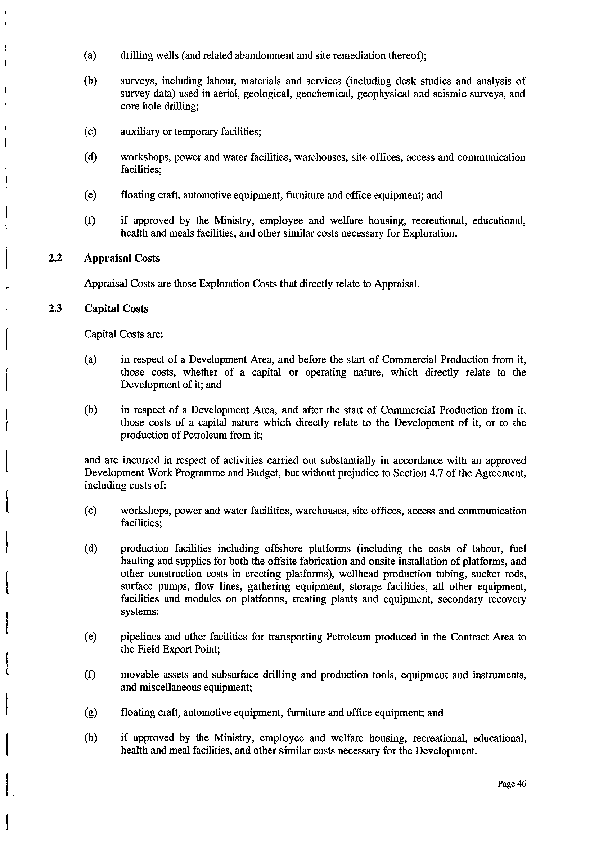 (a) drilling wells (and related abandonment and site remediation thereof);
(b) surveys, including labour, materials and services (including desk studies and analysis of
survey data) used in aerial, geological, geochemical, geophysical and seismic surveys, and
core hole drilling;
(c) auxiliary or temporary facilities;
(d) workshops, power and water facilities, warehouses, site offices, access and communication
facilities;
(e) floating craft, automotive equipment, furniture and office equipment; and
(f) if approved by the Ministry, employee and welfare housing, recreational, educational,
health and meals facilities, and other similar costs necessary for Exploration.
2.2 Appraisal Costs
Appraisal Costs are those Exploration Costs that directly relate to Appraisal.
2.3 Capital Costs
Capital Costs are:
(a) in respect of a Development Area, and before the start of Commercial Production from it,
those costs, whether of a capital or operating nature, which directly relate to the
Development of it; and
(b) in respect of a Development Area, and after the start of Commercial Production from it,
those costs of a capital nature which directly relate to the Development of it, or to the
production of Petroleum from it;
and are incurred in respect of activities carried out substantially in accordance with an approved
Development Work Programme and Budget, but without prejudice to Section 4.7 of the Agreement,
including costs of:
(c) workshops, power and water facilities, warehouses, site offices, access and communication
facilities;
(d) production facilities including offshore platforms (including the costs of labour, fuel
hauling and supplies for both the offsite fabrication and onsite installation of platforms, and
other construction costs in erecting platforms), wellhead production tubing, sucker rods,
surface pumps, flow lines, gathering equipment, storage facilities, all other equipment,
facilities and modules on platforms, treating plants and equipment, secondary recovery
systems;
(e) pipelines and other facilities for transporting Petroleum produced in the Contract Area to
the Field Export Point;
(f) movable assets and subsurface drilling and production tools, equipment and instruments,
and miscellaneous equipment;
(g) floating craft, automotive equipment, furniture and office equipment; and
(h) if approved by the Ministry, employee and welfare housing, recreational, educational,
health and meal facilities, and other similar costs necessary for the Development.
Page 46